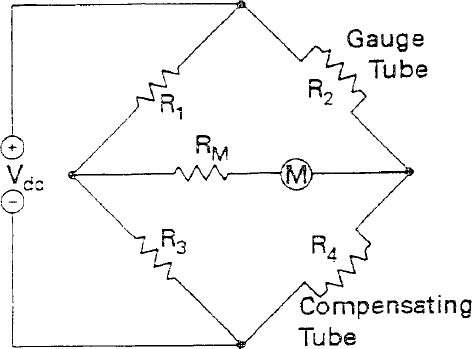 Gauge
Tube
R1
R2
+
Vdc
−
RM
M
R3
R4
Compensating
Tube